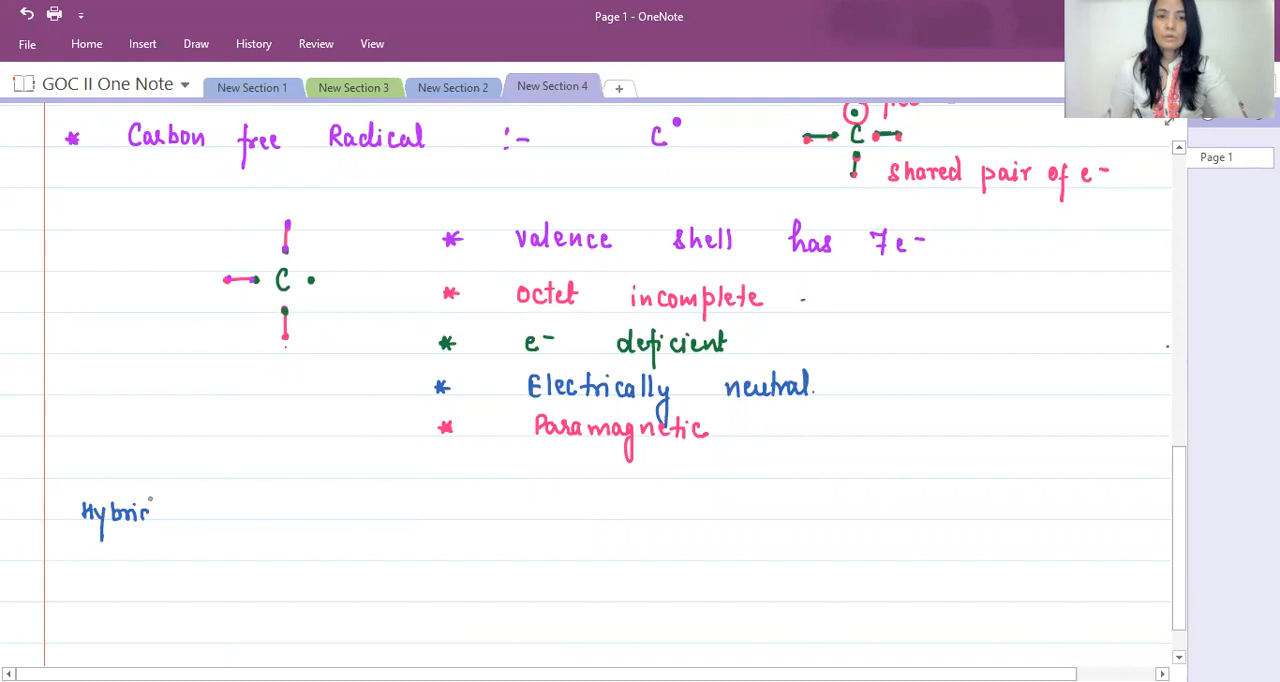 Page 1 - OneNote
File Home Insert Draw History Review View
GOC II One Note New Section 1 New Section 3 New Section 2 New Section 4 +
Page 1
* Carbon free Radical :- C•
C
shared pair of e-
C
* valence shell has 7e-
* Octet incomplete
* e- deficient
* Electrically neutral.
* Paramagnetic
Hybri